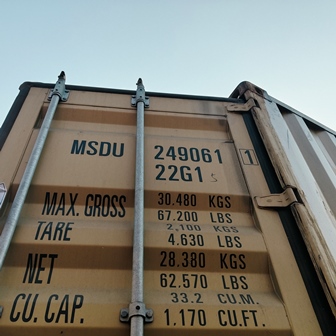 MSDU 249061 1
22G1
MAX. GROSS 30.480 KGS
67.200 LBS
TARE 2,100 KGS
4.630 LBS
NET 28.380 KGS
62.570 LBS
CU. CAP. 33.2 CU.M.
1.170 CU.FT.